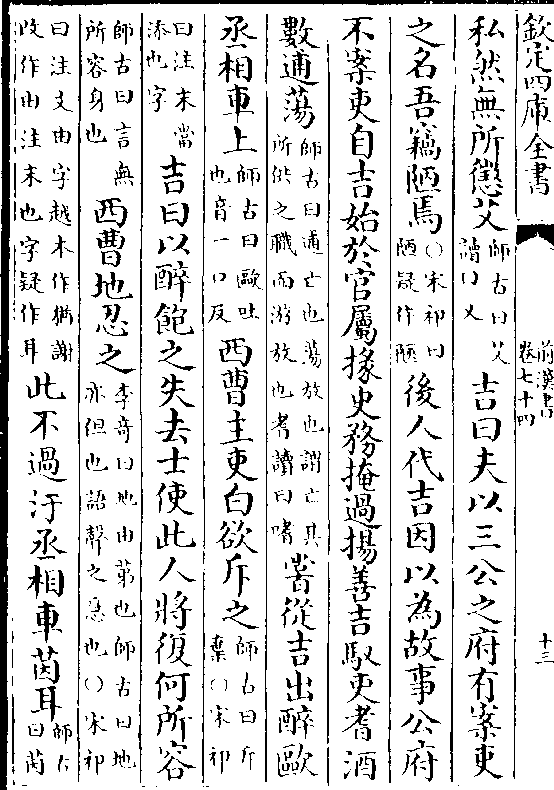 欽定四庫全書 前漢書卷七十四 十三
私然無所懲艾師古曰艾讀曰乂吉曰夫以三公之府有案吏
之名吾竊陋焉○宋祁曰陋疑作陿後人代吉因以為故事公府
不案吏自吉始於官屬掾史務掩過揚善吉馭吏耆酒
數逋蕩師古曰逋亡也蕩放也謂亡其所供之職而游放也耆讀曰嗜嘗從吉出醉歐
丞相車上師古曰歐吐也音一口反西曹主吏白欲斥之師古曰斥棄○宋祁
曰注末當添也字吉曰以醉飽之失去士使此人將復何所容
師古曰言無所容身也西曹地忍之李奇曰地由第也師古曰地亦但也語聲之急也○宋祁
曰注文由字越本作猶謝改作由注末也字疑作耳此不過汙丞相車茵耳師古曰茵